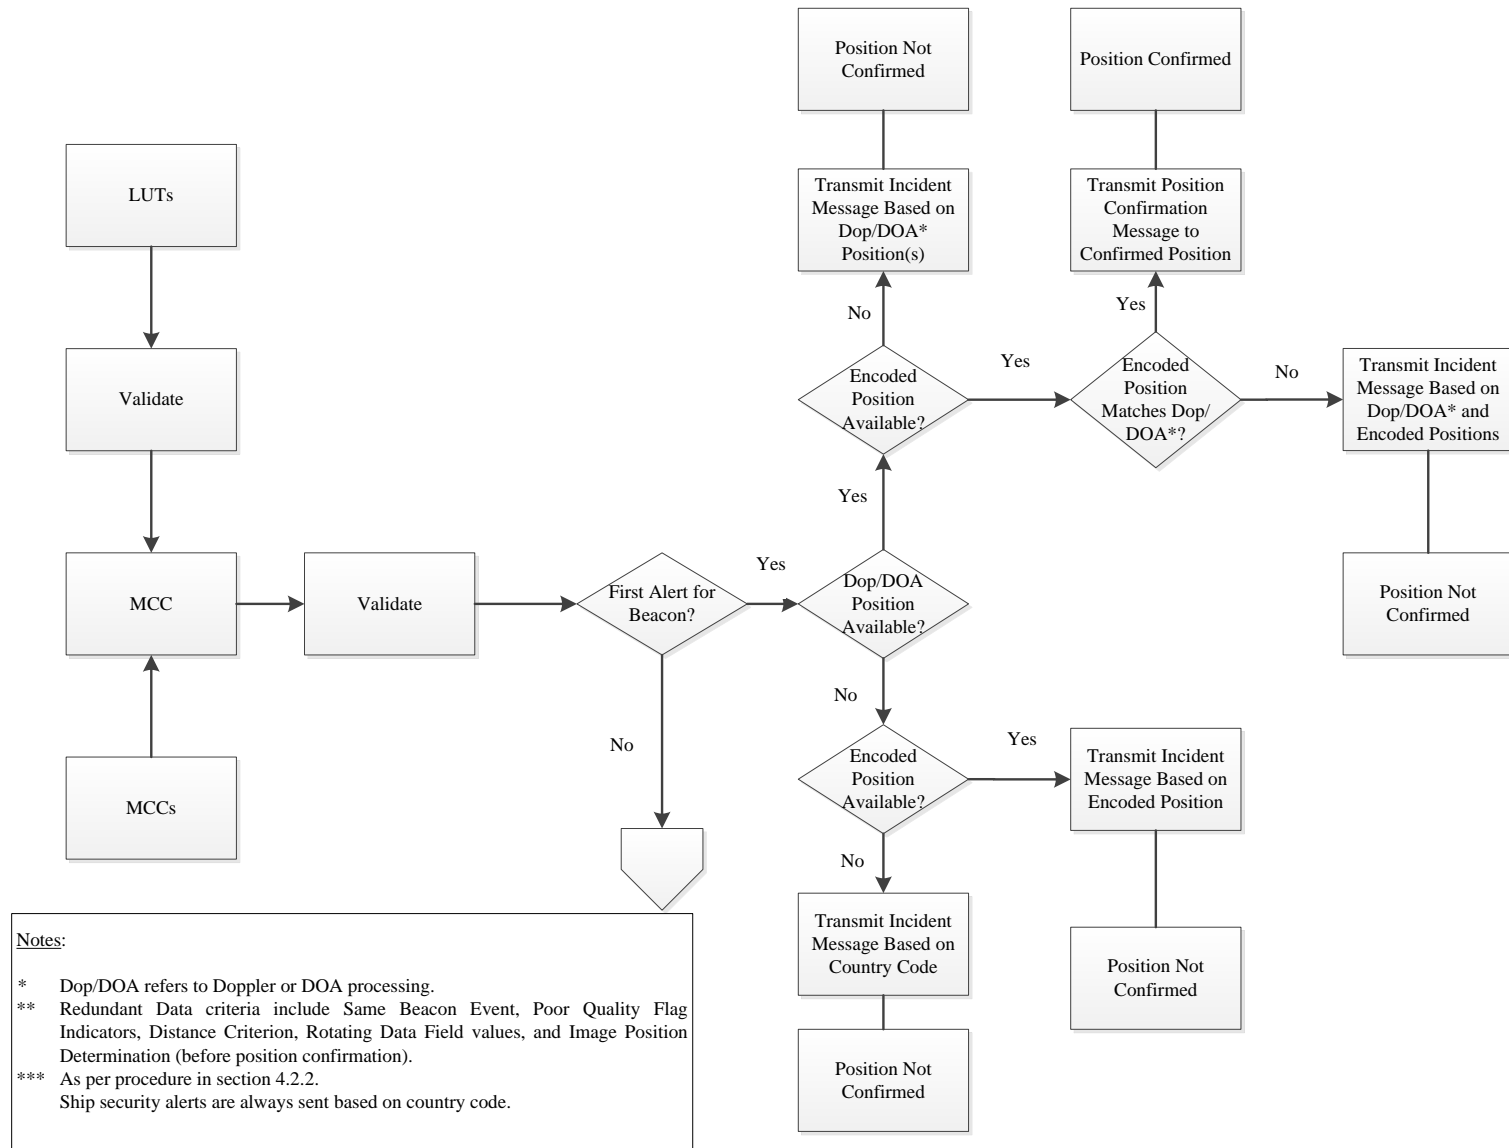 Position Not
Confirmed
Position Confirmed
LUTs
Transmit Incident
Message Based on
Dop/DOA*
Position(s)
Transmit Position
Confirmation
Message to
Confirmed Position
No
Yes
Validate
Encoded
Position
Available?
Yes
Encoded
Position
Matches Dop/
DOA*?
No
Transmit Incident
Message Based on
Dop/DOA* and
Encoded Positions
Yes
MCC
Validate
First Alert for
Beacon?
Yes
Dop/DOA
Position
Available?
Position Not
Confirmed
No
No
MCCs
Encoded
Position
Available?
Yes
Transmit Incident
Message Based on
Encoded Position
No
Transmit Incident
Message Based on
Country Code
Position Not
Confirmed
Position Not
Confirmed
Notes:
* Dop/DOA refers to Doppler or DOA processing.
** Redundant Data criteria include Same Beacon Event, Poor Quality Flag
Indicators, Distance Criterion, Rotating Data Field values, and Image Position
Determination (before position confirmation).
*** As per procedure in section 4.2.2.
Ship security alerts are always sent based on country code.